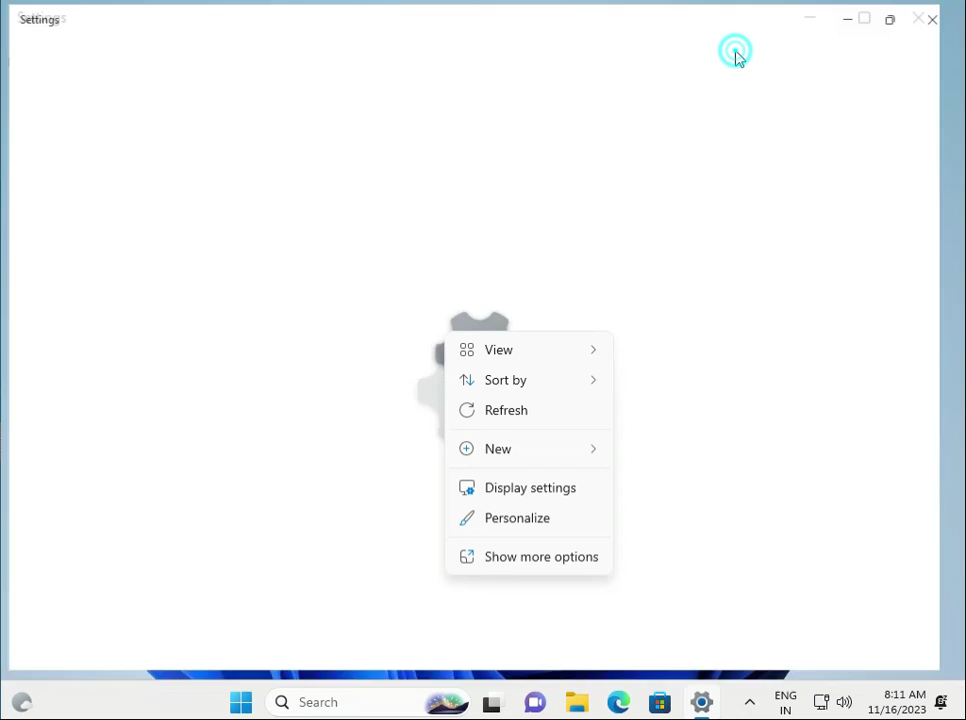 Settings
View
Sort by
Refresh
New
Display settings
Personalize
Show more options
Search
ENG
IN
8:11 AM
11/16/2023